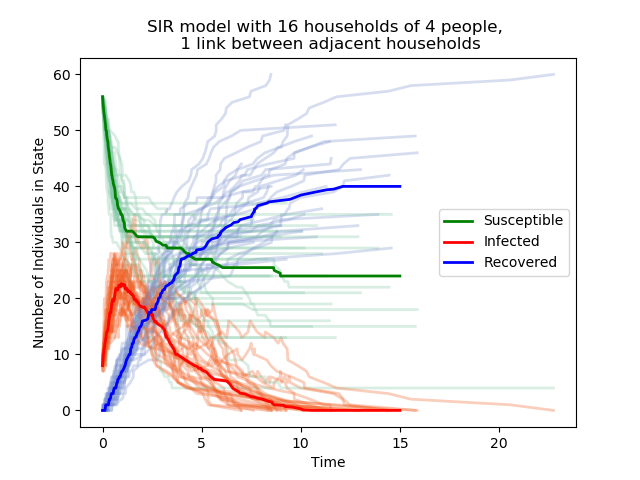 SIR model with 16 households of 4 people,
1 link between adjacent households
Number of Individuals in State
60
50
40
30
20
10
0
Susceptible
Infected
Recovered
0 5 10 15 20
Time